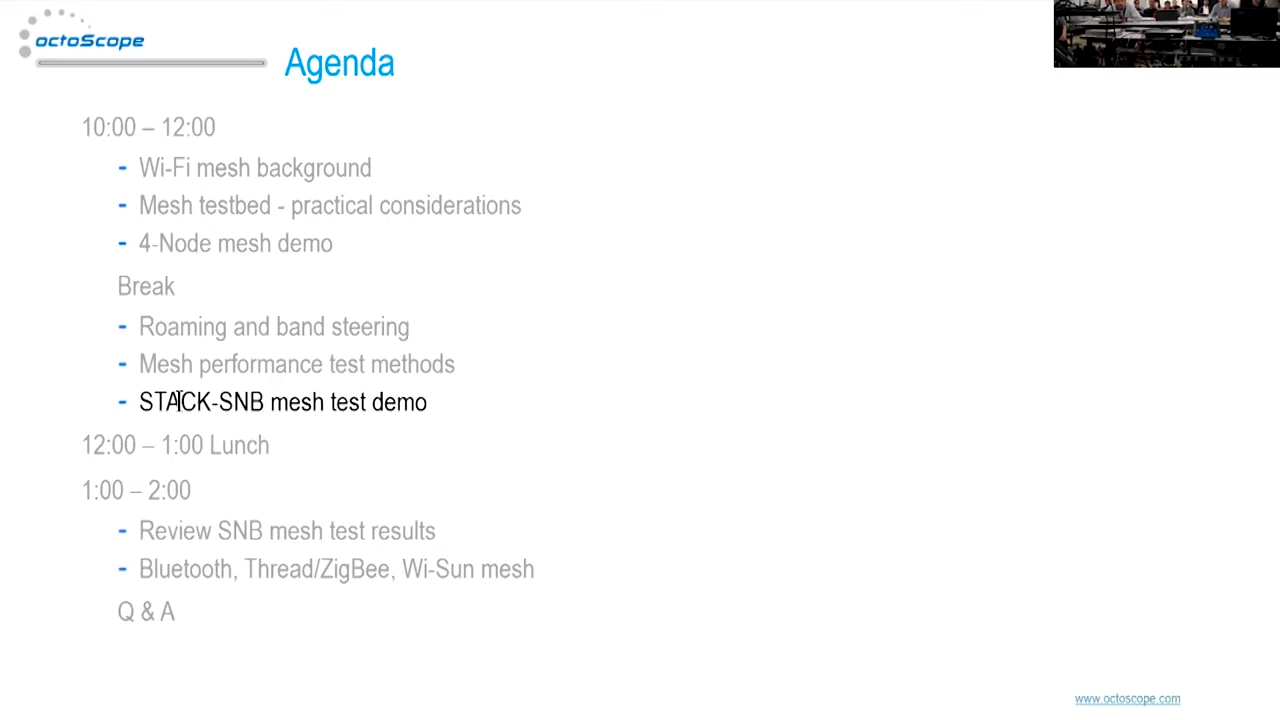 octoScope
Agenda
10:00 – 12:00
- Wi-Fi mesh background
- Mesh testbed - practical considerations
- 4-Node mesh demo
Break
- Roaming and band steering
- Mesh performance test methods
- STACK-SNB mesh test demo
12:00 – 1:00 Lunch
1:00 – 2:00
- Review SNB mesh test results
- Bluetooth, Thread/ZigBee, Wi-Sun mesh
Q & A
www.octoscope.com